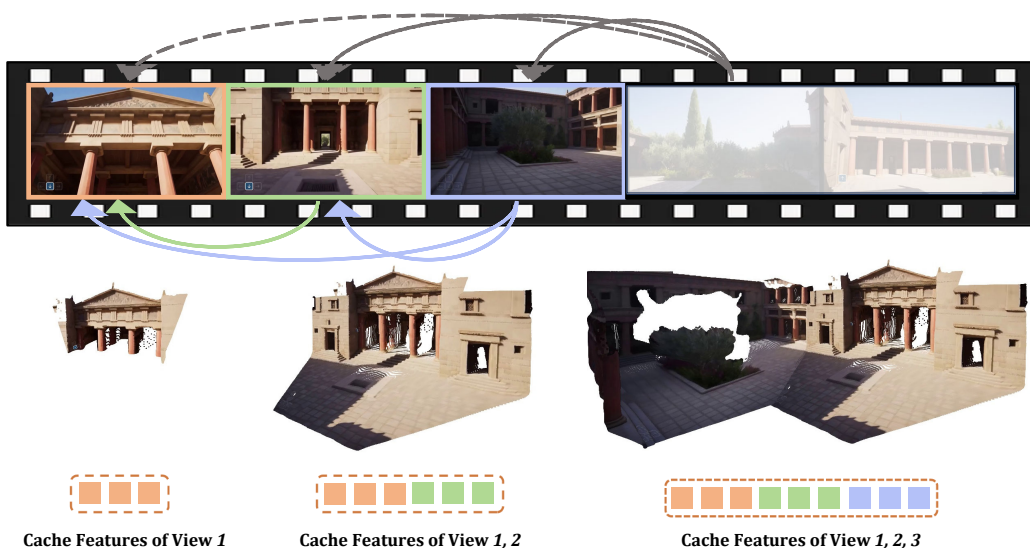 Cache Features of View 1
Cache Features of View 1, 2
Cache Features of View 1, 2, 3